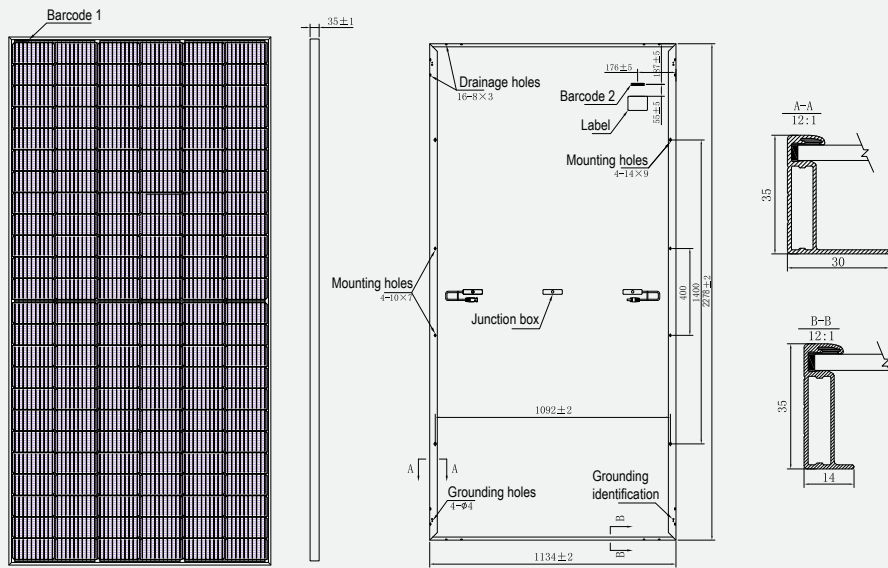 Barcode 1
35±1
Drainage holes
16-8×3
176±5
187±5
Barcode 2
55±5
Label
Mounting holes
4-14×9
Mounting holes
4-10×7
Junction box
400
1400
2278±2
1092±2
A
A
Grounding holes
4-φ4
Grounding
identification
B
B
1134±2
A-A
12:1
35
30
B-B
12:1
35
14